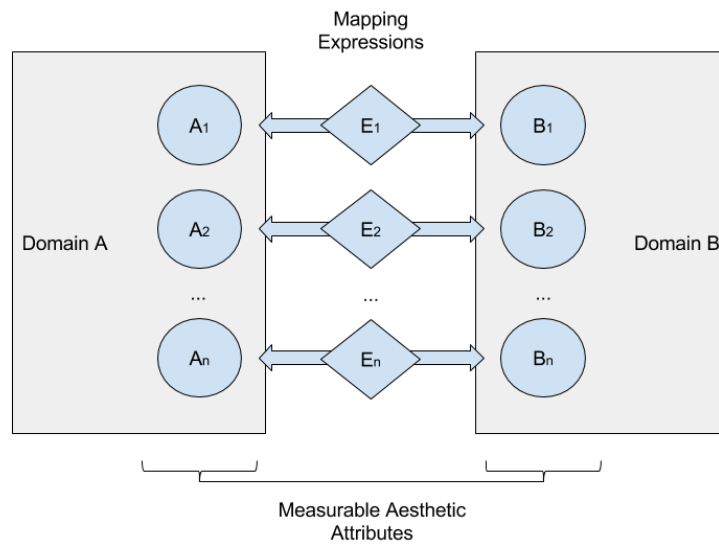 Mapping
Expressions
A1 E1 B1
Domain A A2 E2 B2 Domain B
... ... ...
An En Bn
Measurable Aesthetic
Attributes